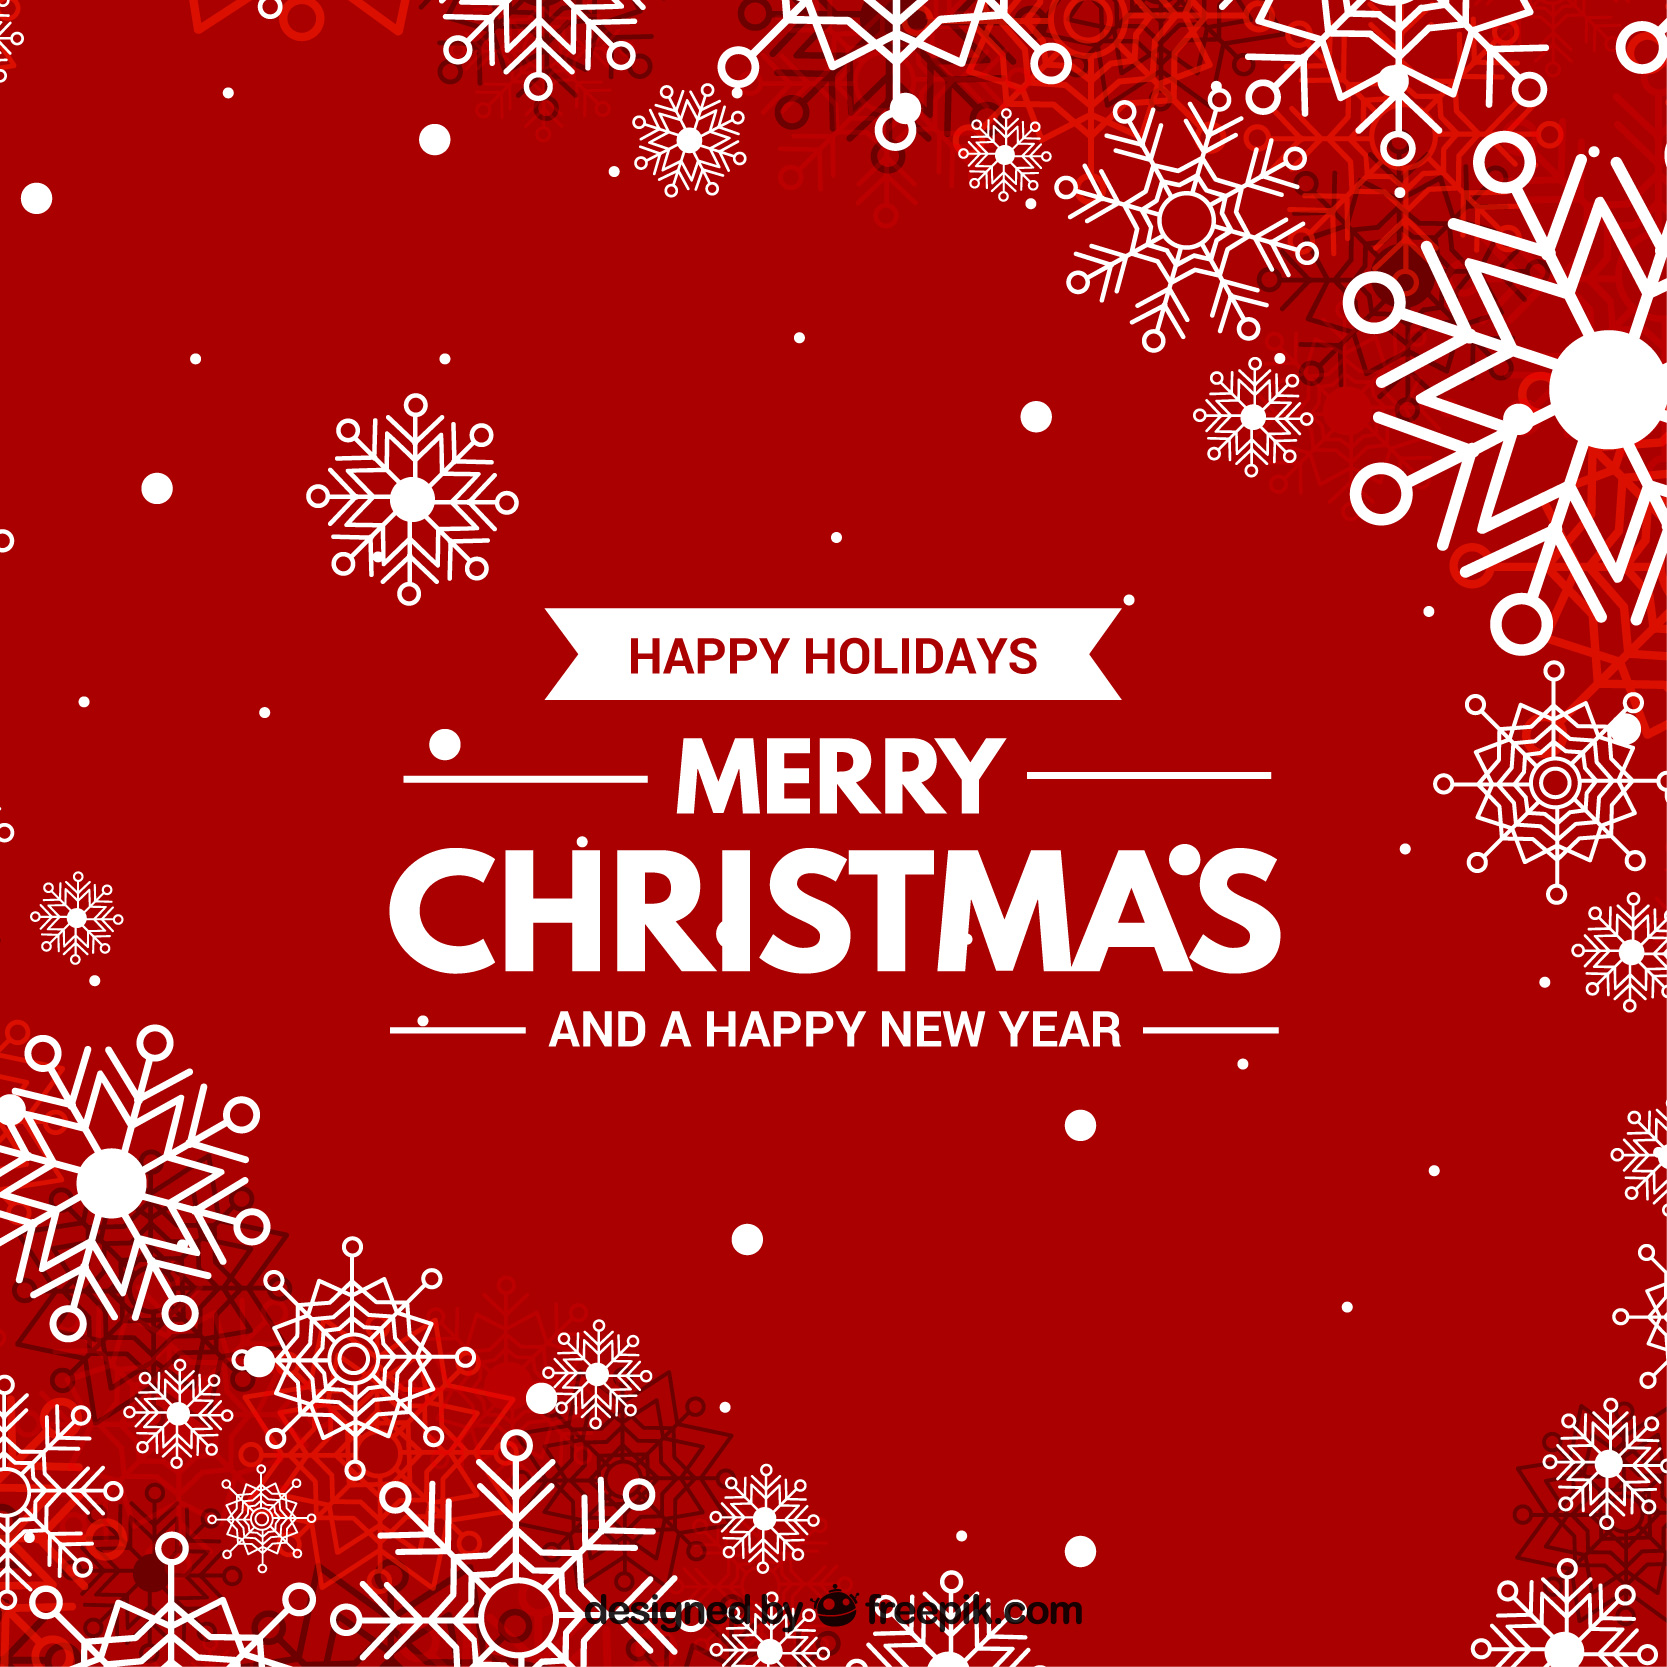 HAPPY HOLIDAYS
MERRY
CHRISTMAS
AND A HAPPY NEW YEAR
designed by freepik.com